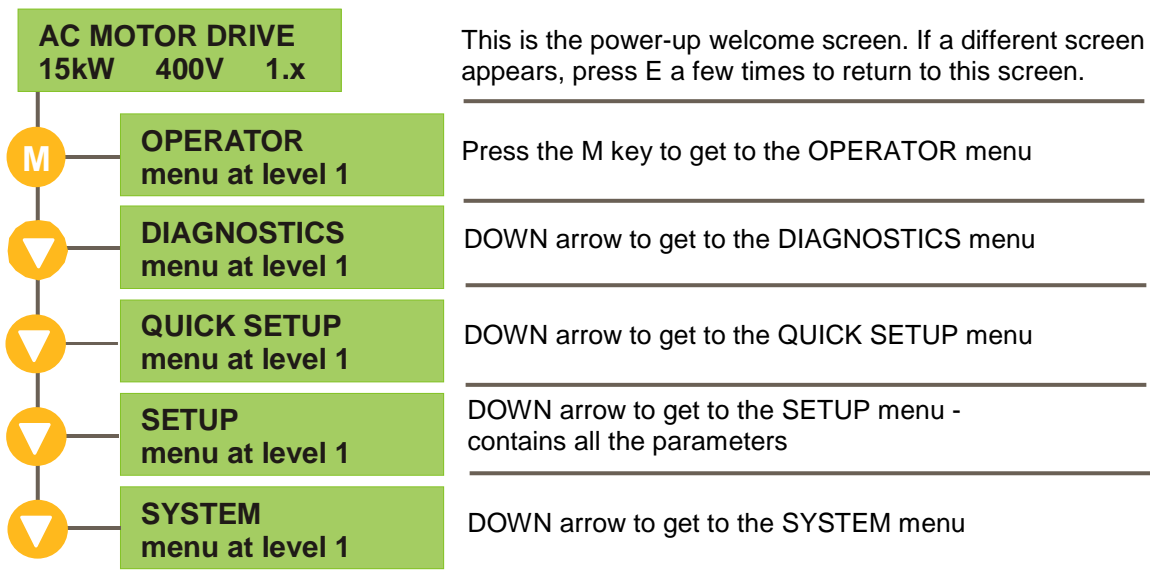 AC MOTOR DRIVE
15kW 400V 1.x
This is the power-up welcome screen. If a different screen
appears, press E a few times to return to this screen.
M
OPERATOR
menu at level 1
Press the M key to get to the OPERATOR menu
DIAGNOSTICS
menu at level 1
DOWN arrow to get to the DIAGNOSTICS menu
QUICK SETUP
menu at level 1
DOWN arrow to get to the QUICK SETUP menu
SETUP
menu at level 1
DOWN arrow to get to the SETUP menu -
contains all the parameters
SYSTEM
menu at level 1
DOWN arrow to get to the SYSTEM menu